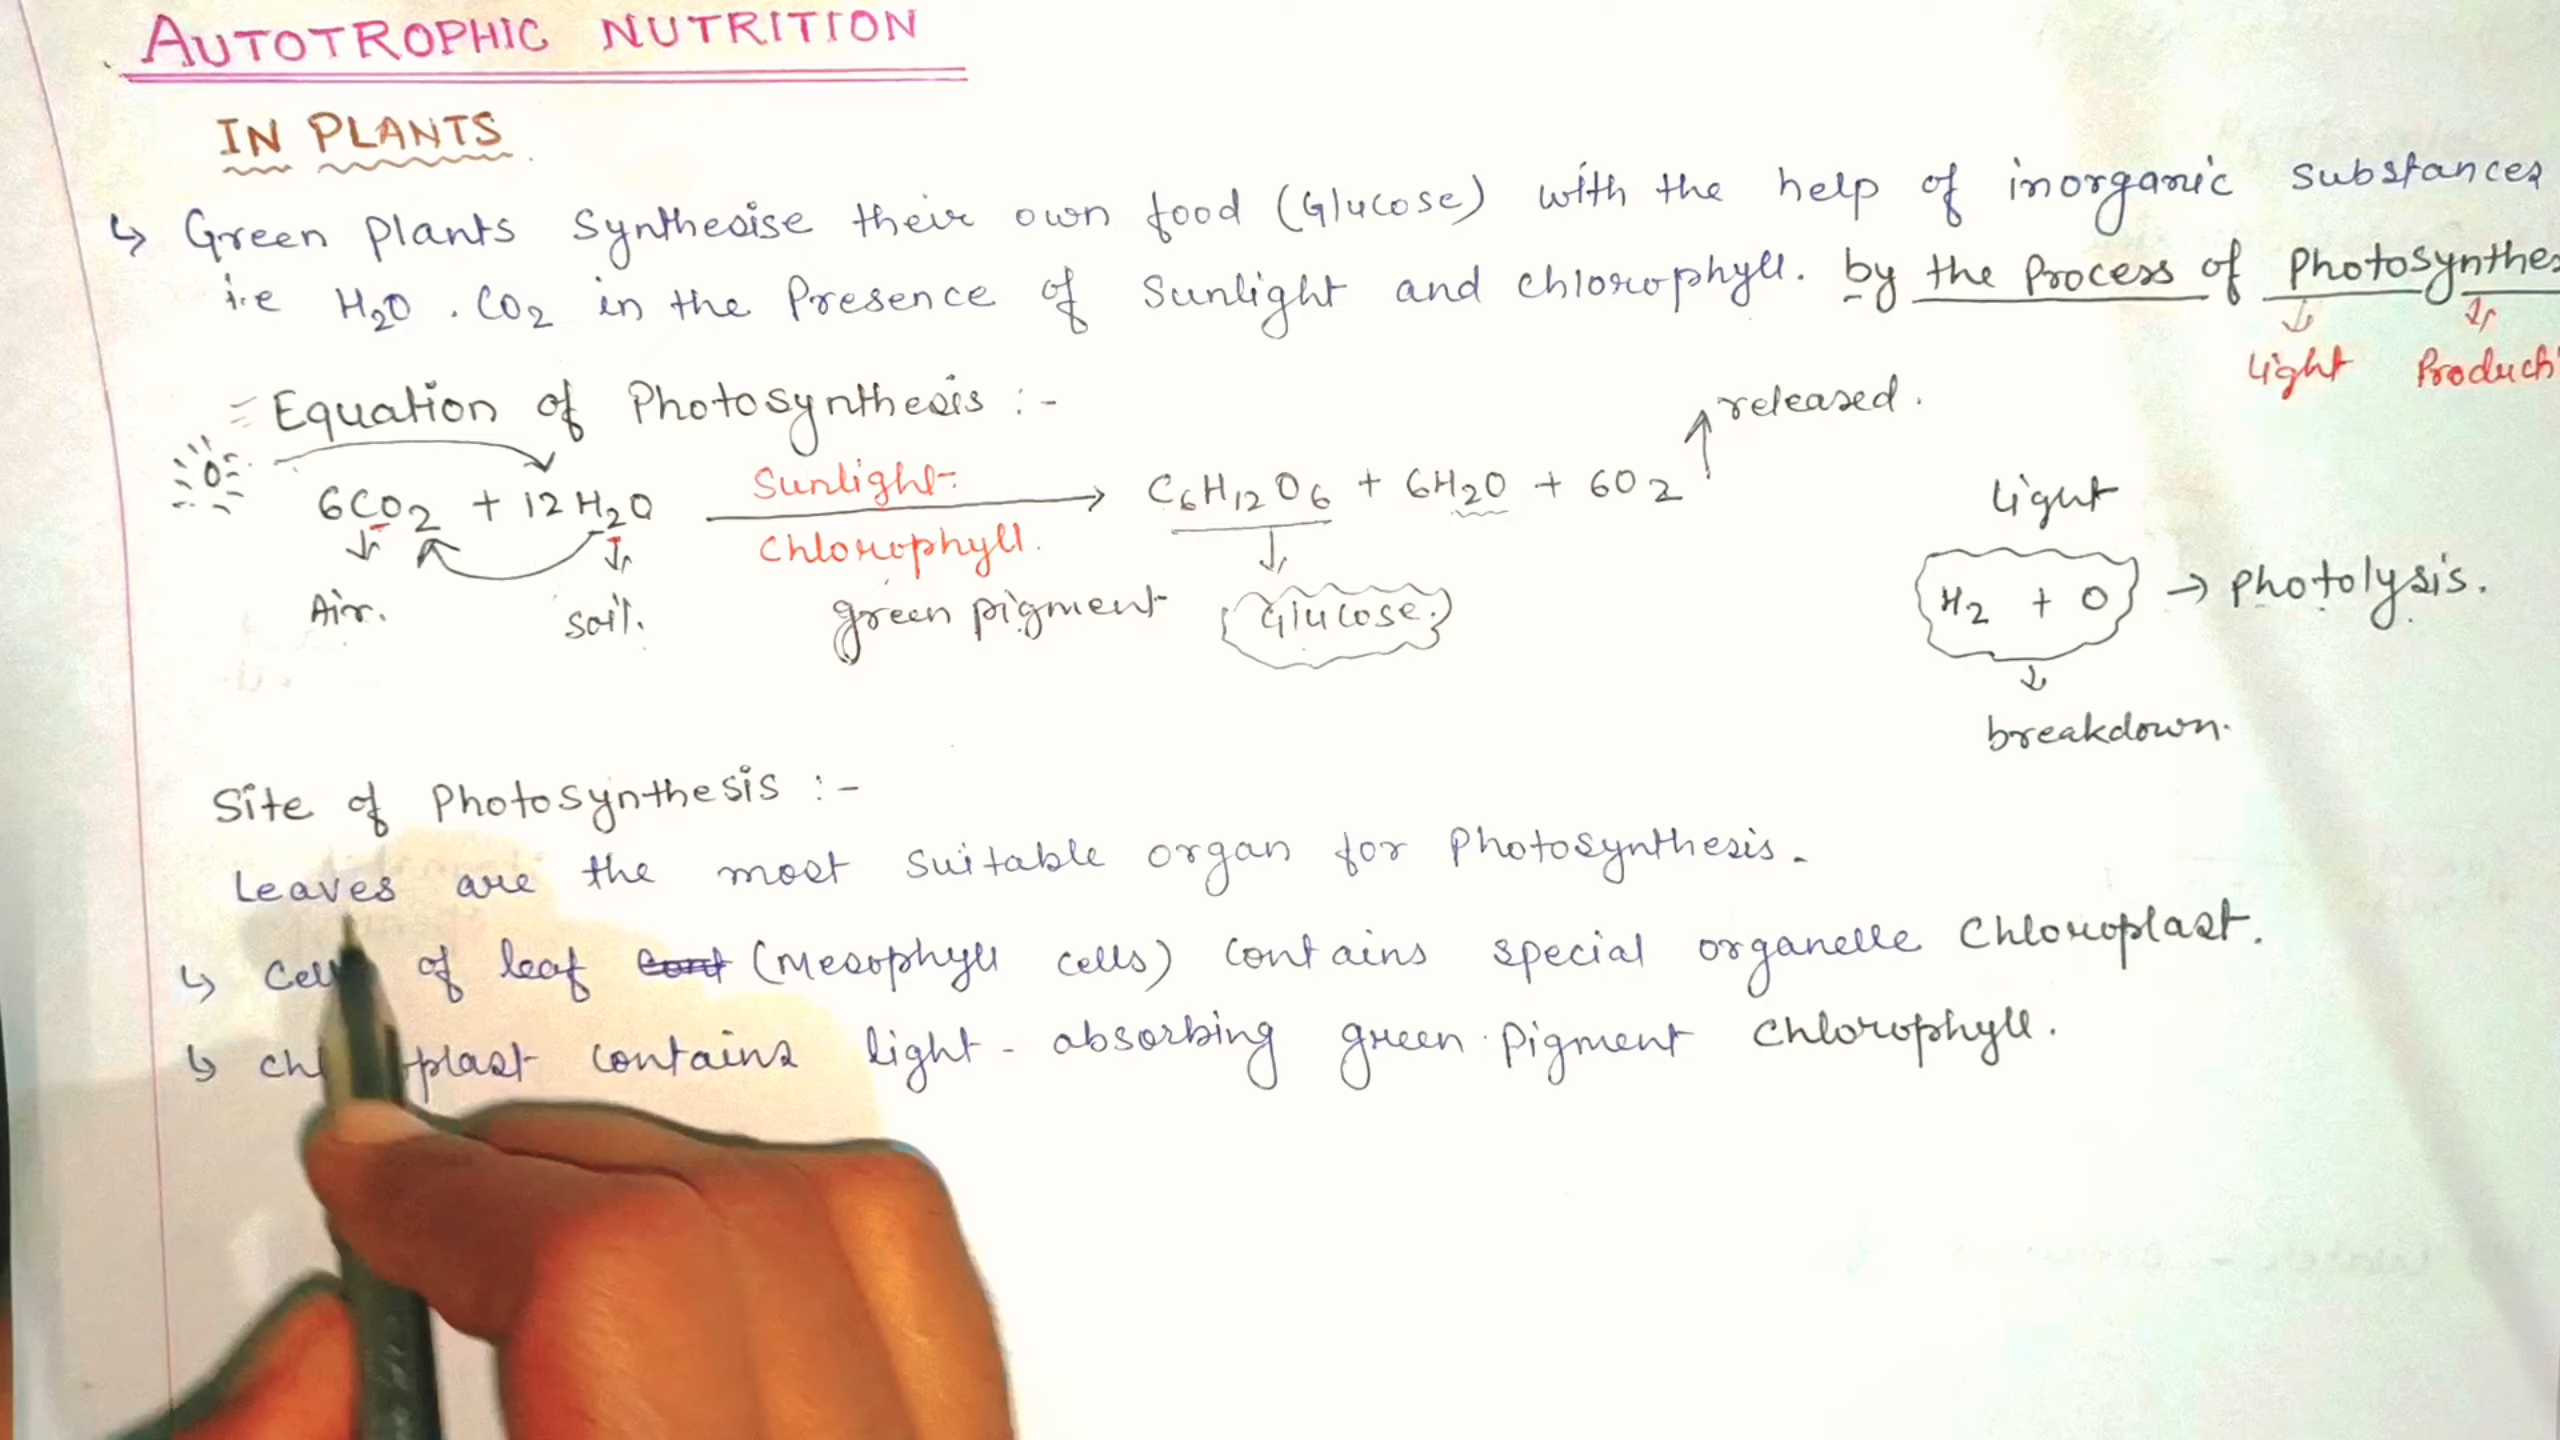 AUTOTROPHIC NUTRITION
IN PLANTS
↳ Green plants synthesise their own food (Glucose) with the help of inorganic substances
i.e H2O . CO2 in the Presence of Sunlight and chlorophyll. by the Process of Photosynthes
Light Product
Equation of Photosynthesis :-
released.
6CO2 + 12H2O Sunlight → C6H12O6 + 6H2O + 6O2
Chlorophyll.
Light
Air. Soil. green pigment Glucose. H2 + O → Photolysis.
breakdown.
Site of Photosynthesis :-
Leaves are the most suitable organ for Photosynthesis.
↳ of leaf (Mesophyll cells) contains special organelle Chloroplast.
↳ contains light - absorbing green pigment Chlorophyll.